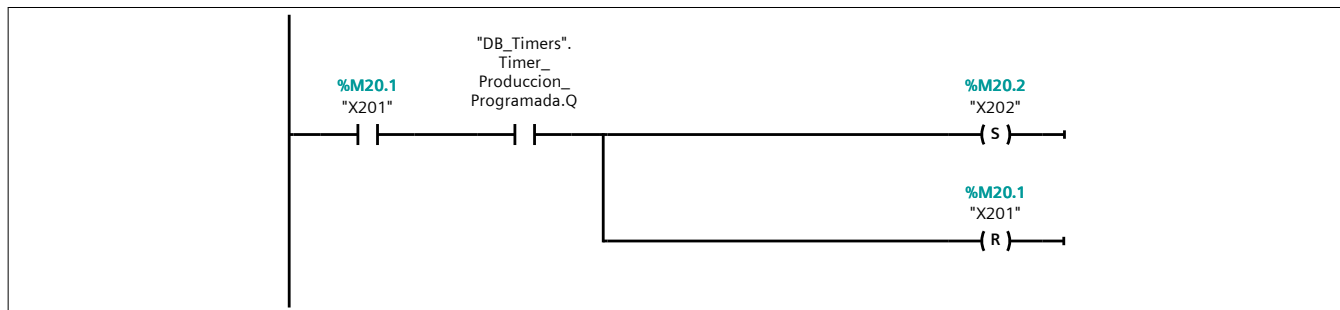 "DB_Timers".
Timer_
Produccion_
Programada.Q
%M20.1
"X201"
%M20.2
"X202"
S
%M20.1
"X201"
R